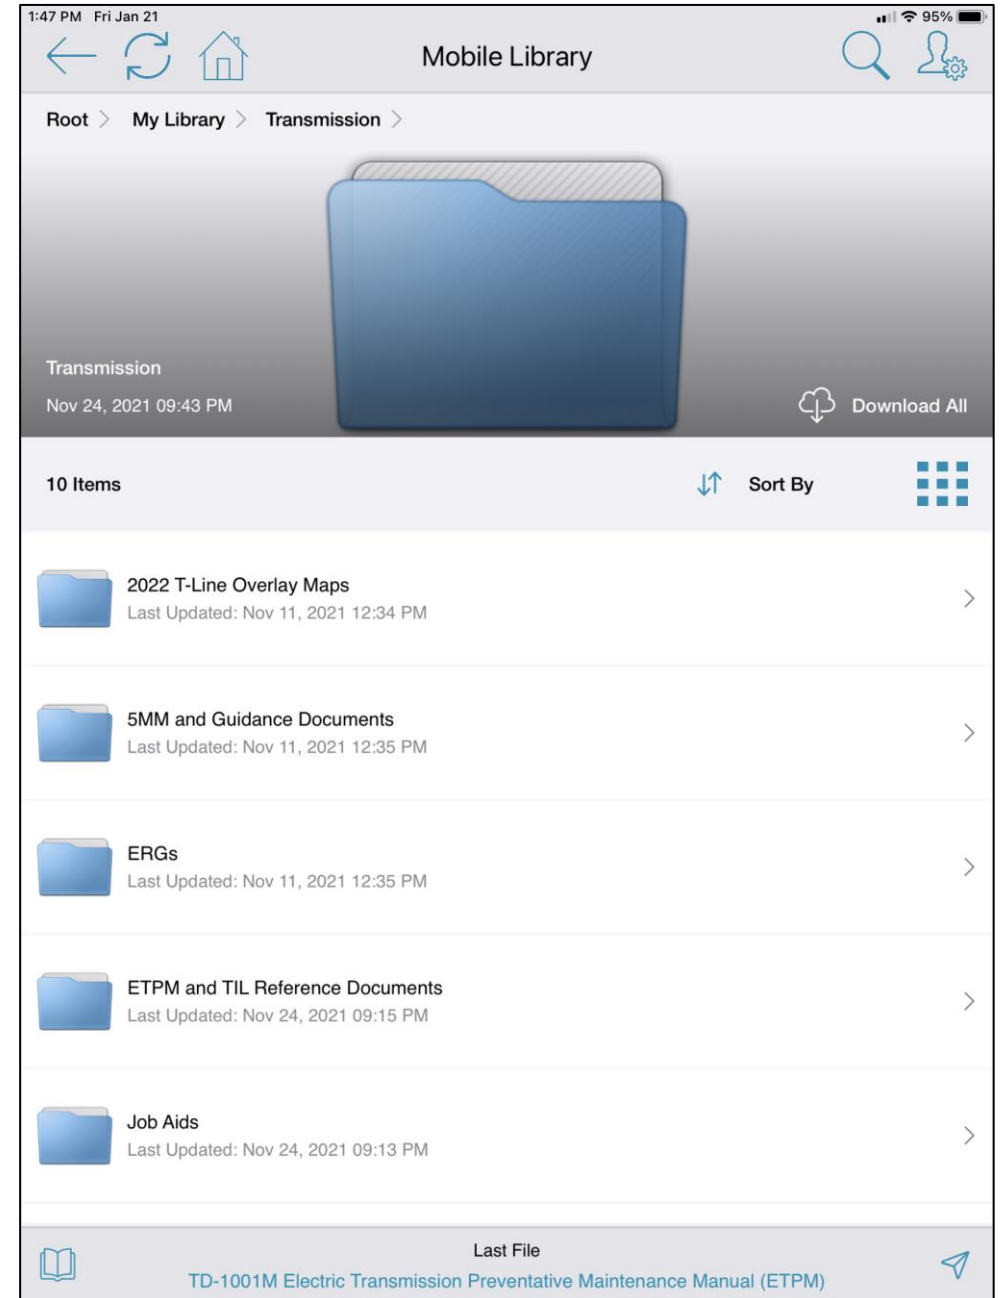 1:47 PM Fri Jan 21
95%
Mobile Library
Root My Library Transmission
Transmission
Nov 24, 2021 09:43 PM
Download All
10 Items
Sort By
2022 T-Line Overlay Maps
Last Updated: Nov 11, 2021 12:34 PM
5MM and Guidance Documents
Last Updated: Nov 11, 2021 12:35 PM
ERGs
Last Updated: Nov 11, 2021 12:35 PM
ETPM and TIL Reference Documents
Last Updated: Nov 24, 2021 09:15 PM
Job Aids
Last Updated: Nov 24, 2021 09:13 PM
Last File
TD-1001M Electric Transmission Preventative Maintenance Manual (ETPM)